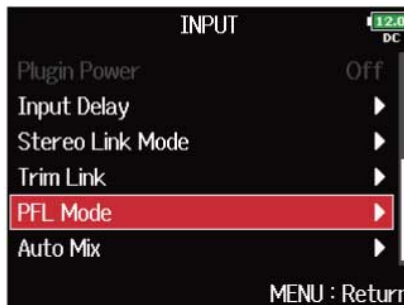 INPUT
12.0
DC
Plugin Power Off
Input Delay
Stereo Link Mode
Trim Link
PFL Mode
Auto Mix
MENU : Return